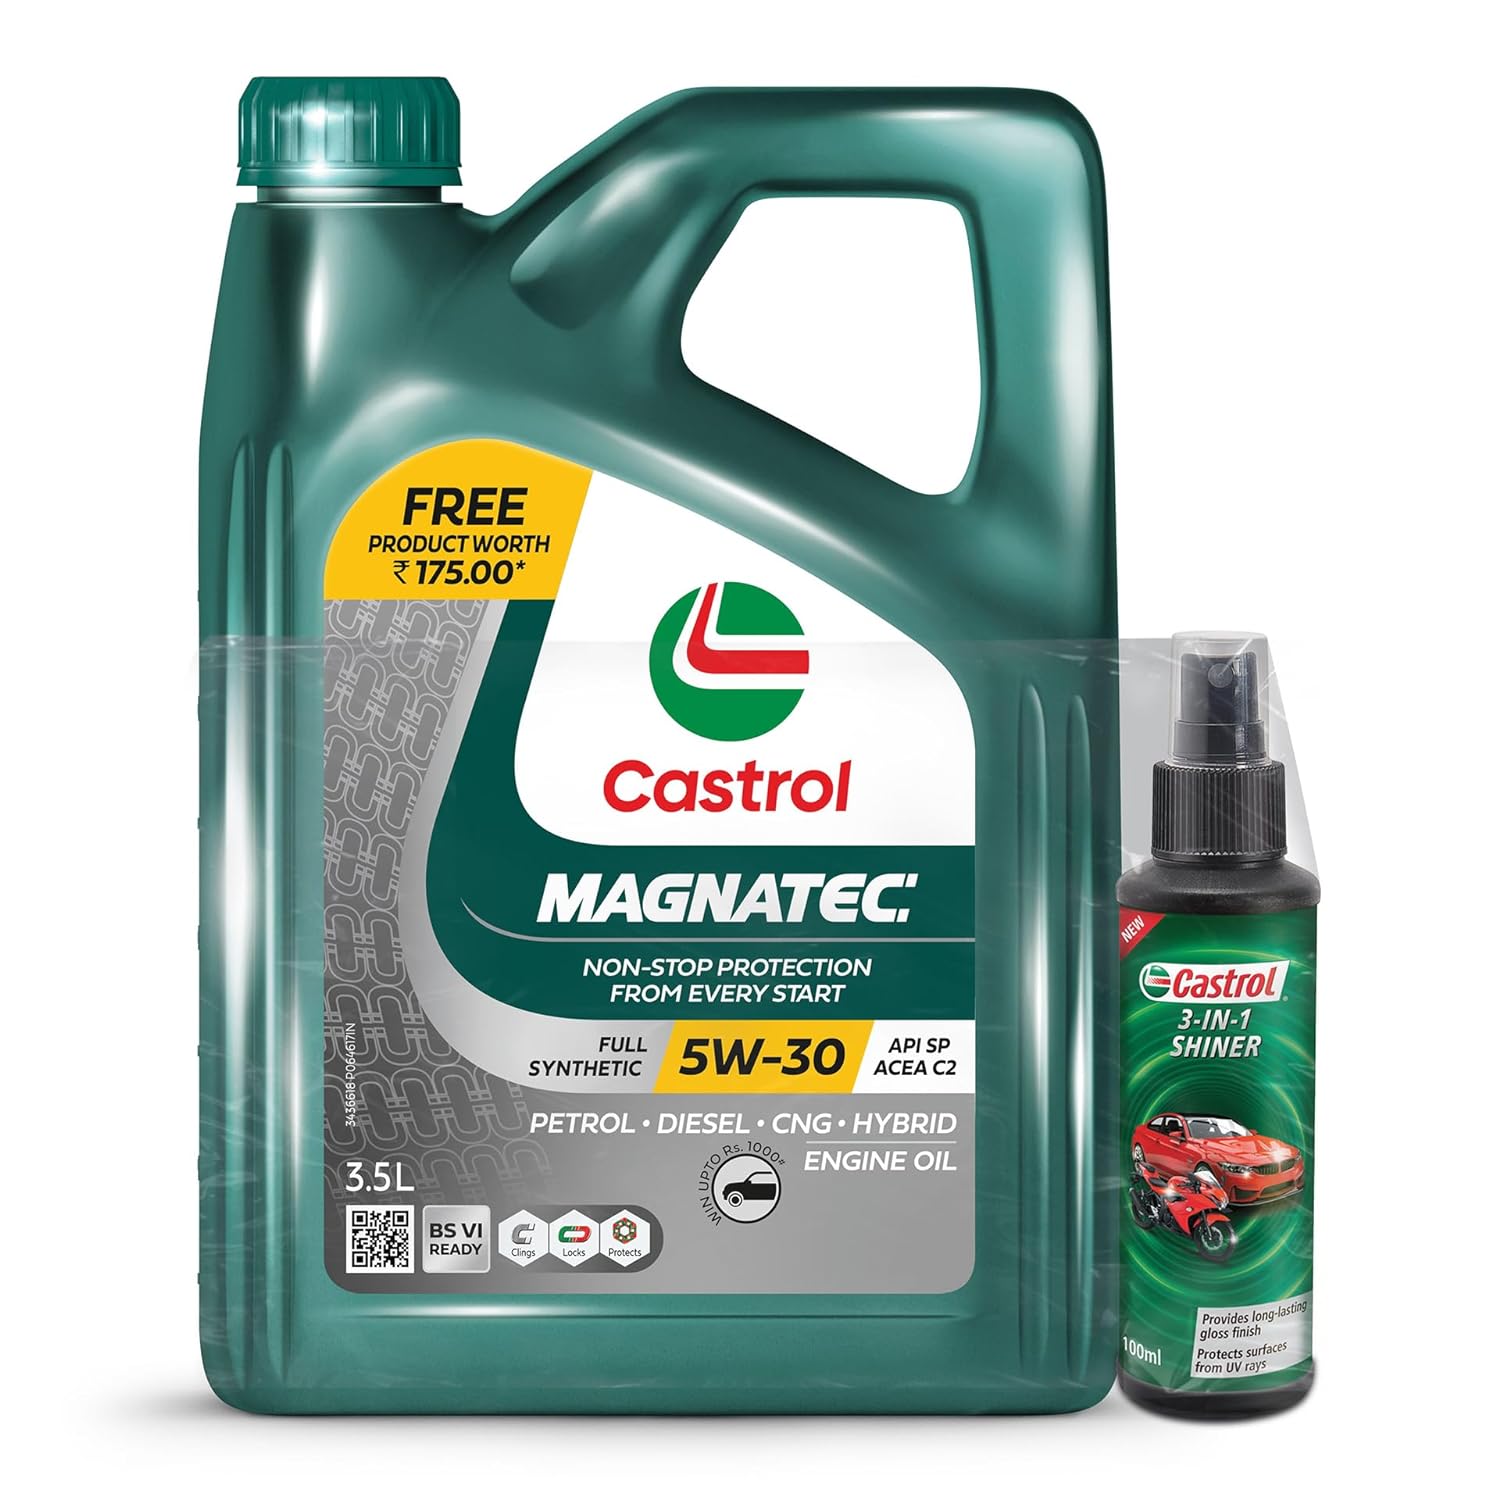 FREE
PRODUCT WORTH
₹ 175.00*
Castrol
MAGNATEC
NON-STOP PROTECTION
FROM EVERY START
FULL
SYNTHETIC
5W-30
API SP
ACEA C2
PETROL • DIESEL • CNG • HYBRID
ENGINE OIL
WIN UPTO Rs. 1000#
3436618-P064617IN
3.5L
BS VI
READY
Clings
Locks
Protects
NEW
Castrol
3-IN-1
SHINER
Provides long-lasting
gloss finish
Protects surfaces
from UV rays
100ml